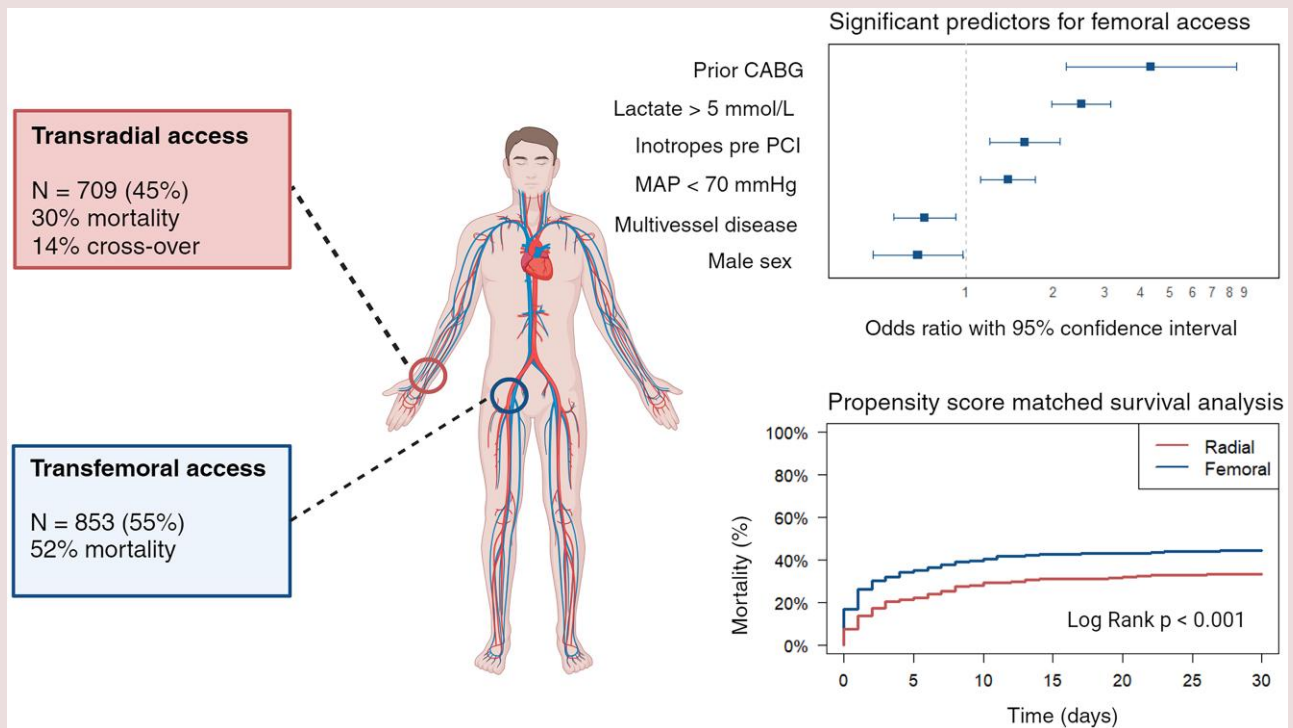 Transradial access
N = 709 (45%)
30% mortality
14% cross-over
Transfemoral access
N = 853 (55%)
52% mortality
Significant predictors for femoral access
Prior CABG
Lactate > 5 mmol/L
Inotropes pre PCI
MAP < 70 mmHg
Multivessel disease
Male sex
1 2 3 4 5 6 7 8 9
Odds ratio with 95% confidence interval
Propensity score matched survival analysis
100%
80%
60%
40%
20%
0%
Mortality (%)
Radial
Femoral
Log Rank p < 0.001
0 5 10 15 20 25 30
Time (days)